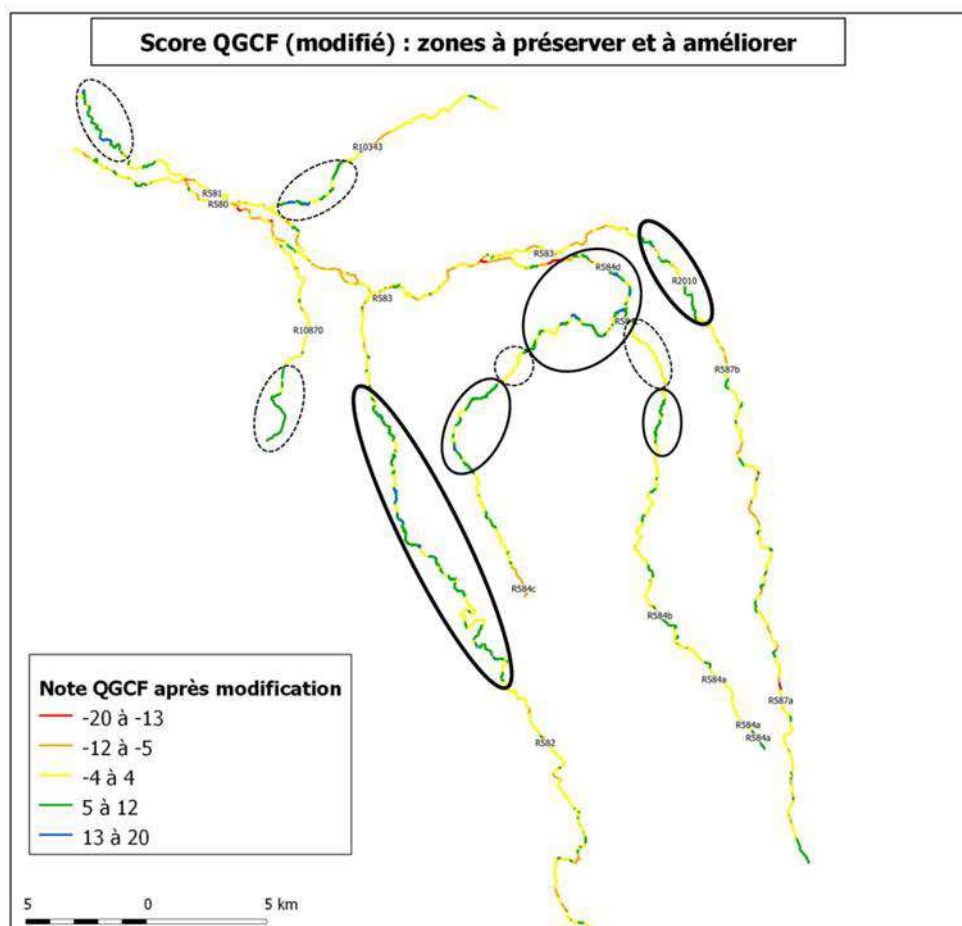 Score QGCF (modifié) : zones à préserver et à améliorer
R10343
R581
R580
R583
R584d
R583
R2010
R10870
R587b
R584c
R584b
R584a
R587a
R584a
R584a
R582
Note QGCF après modification
-20 à -13
-12 à -5
-4 à 4
5 à 12
13 à 20
5 0 5 km